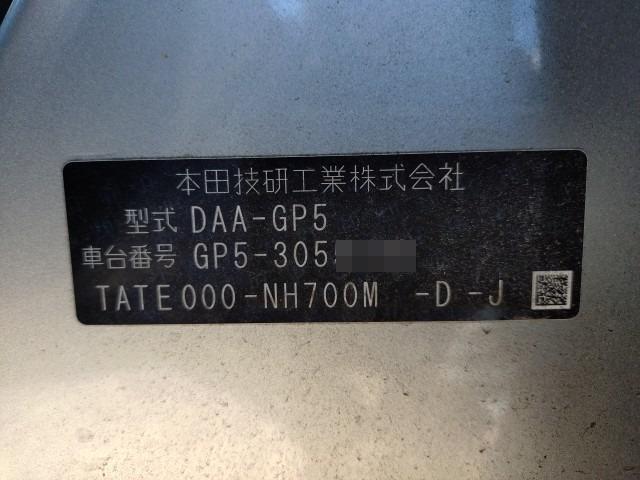 本田技研工業株式会社
型式 DAA-GP5
車台番号 GP5-305
TATE000-NH700M -D-J